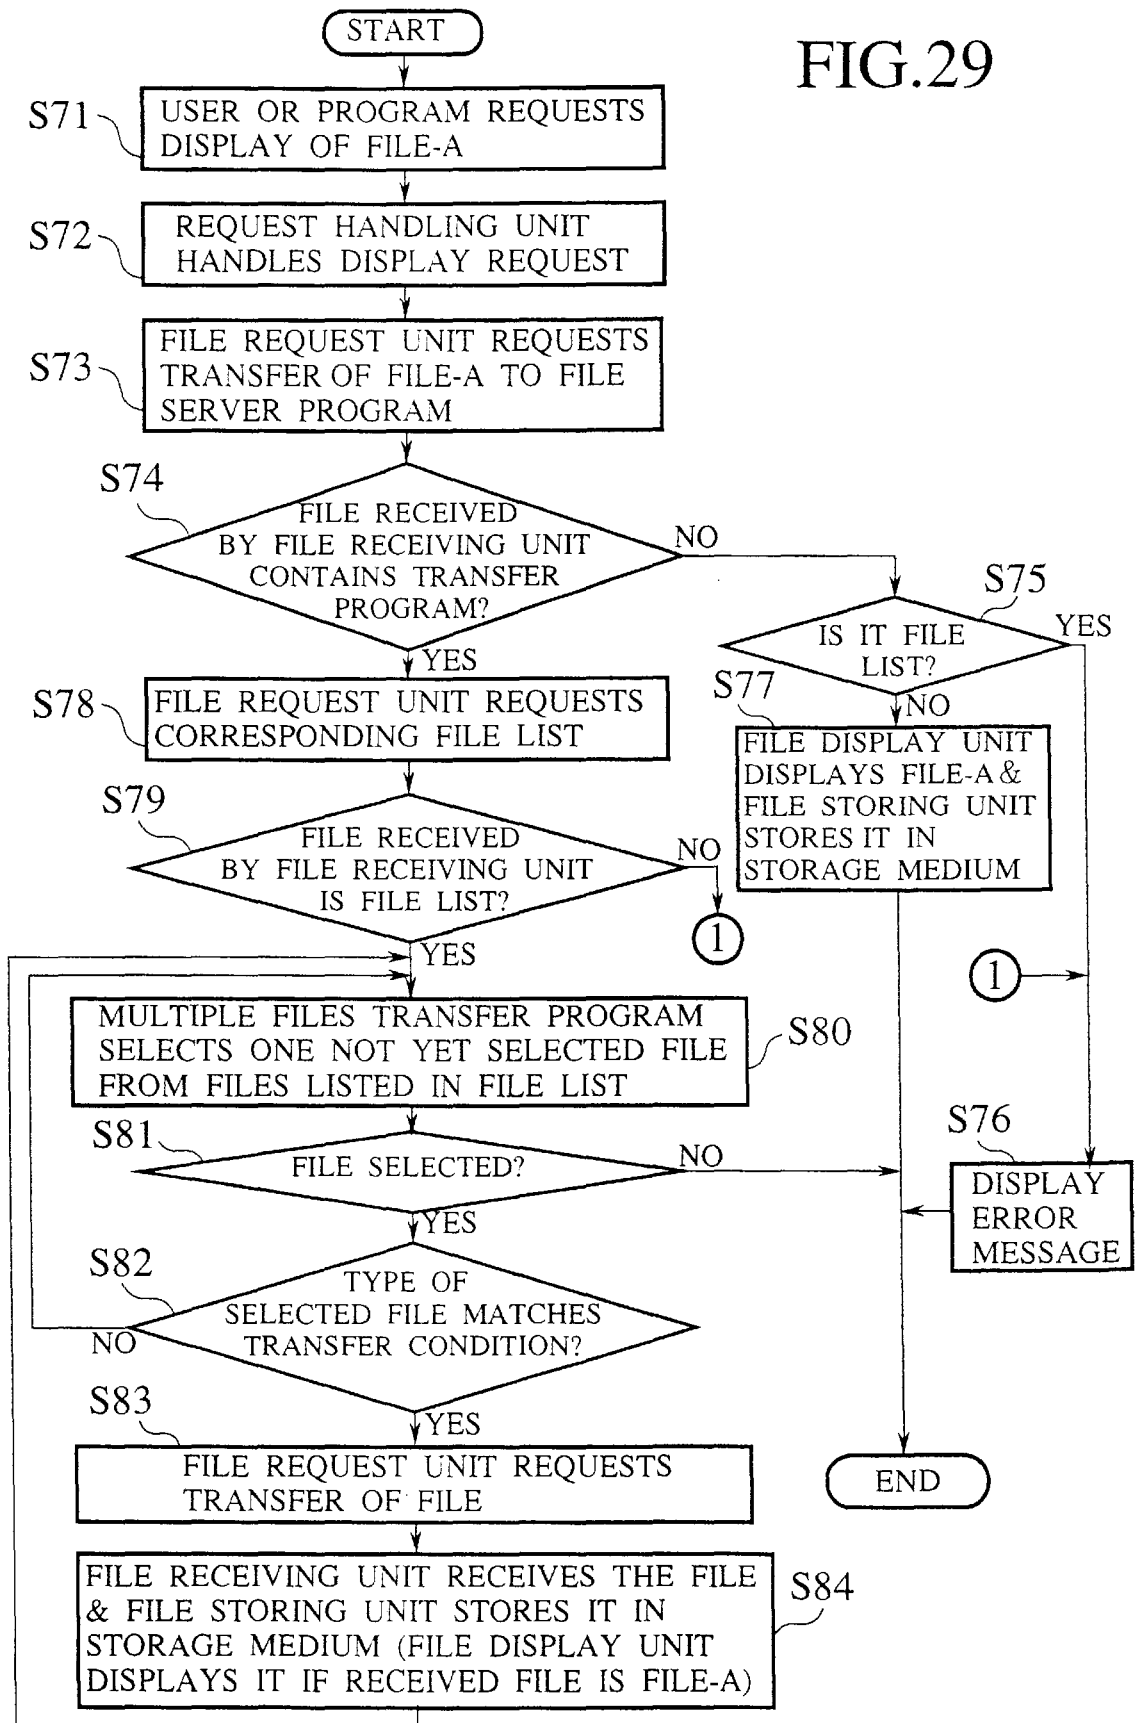 START
FIG.29
S71
USER OR PROGRAM REQUESTS
DISPLAY OF FILE-A
S72
REQUEST HANDLING UNIT
HANDLES DISPLAY REQUEST
S73
FILE REQUEST UNIT REQUESTS
TRANSFER OF FILE-A TO FILE
SERVER PROGRAM
S74
FILE RECEIVED
BY FILE RECEIVING UNIT
CONTAINS TRANSFER
PROGRAM?
NO
YES
S75
IS IT FILE
LIST?
YES
NO
S77
FILE DISPLAY UNIT
DISPLAYS FILE-A &
FILE STORING UNIT
STORES IT IN
STORAGE MEDIUM
S78
FILE REQUEST UNIT REQUESTS
CORRESPONDING FILE LIST
S79
FILE RECEIVED
BY FILE RECEIVING UNIT
IS FILE LIST?
NO
1
YES
1
MULTIPLE FILES TRANSFER PROGRAM
SELECTS ONE NOT YET SELECTED FILE
FROM FILES LISTED IN FILE LIST
S80
S81
FILE SELECTED?
NO
YES
S76
DISPLAY
ERROR
MESSAGE
S82
TYPE OF
SELECTED FILE MATCHES
TRANSFER CONDITION?
NO
YES
S83
FILE REQUEST UNIT REQUESTS
TRANSFER OF FILE
END
FILE RECEIVING UNIT RECEIVES THE FILE
& FILE STORING UNIT STORES IT IN
STORAGE MEDIUM (FILE DISPLAY UNIT
DISPLAYS IT IF RECEIVED FILE IS FILE-A)
S84